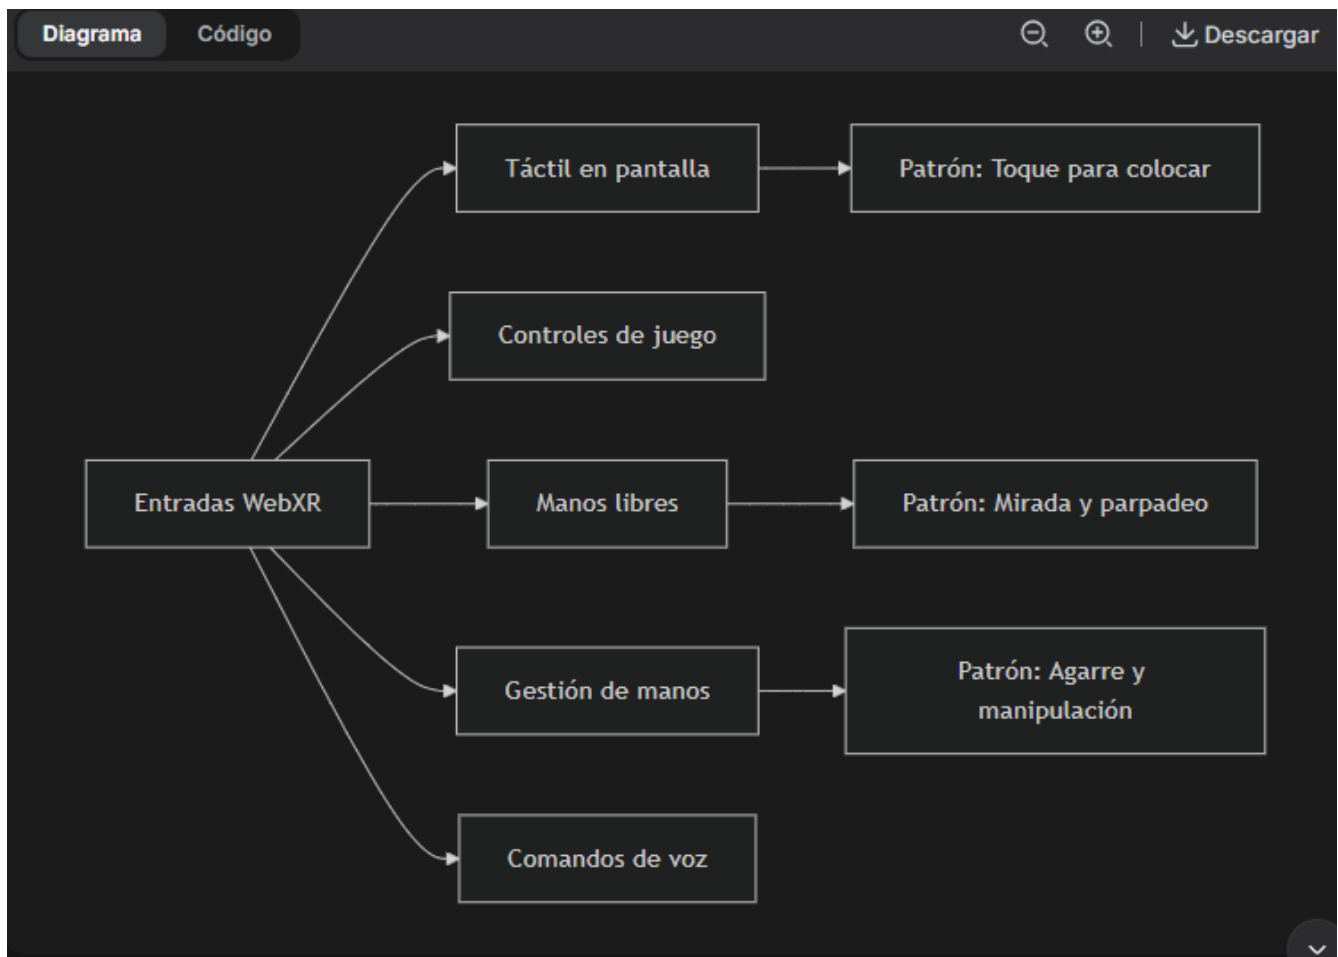 Diagrama
Código
Descargar
Táctil en pantalla
Patrón: Toque para colocar
Controles de juego
Entradas WebXR
Manos libres
Patrón: Mirada y parpadeo
Gestión de manos
Patrón: Agarre y
manipulación
Comandos de voz